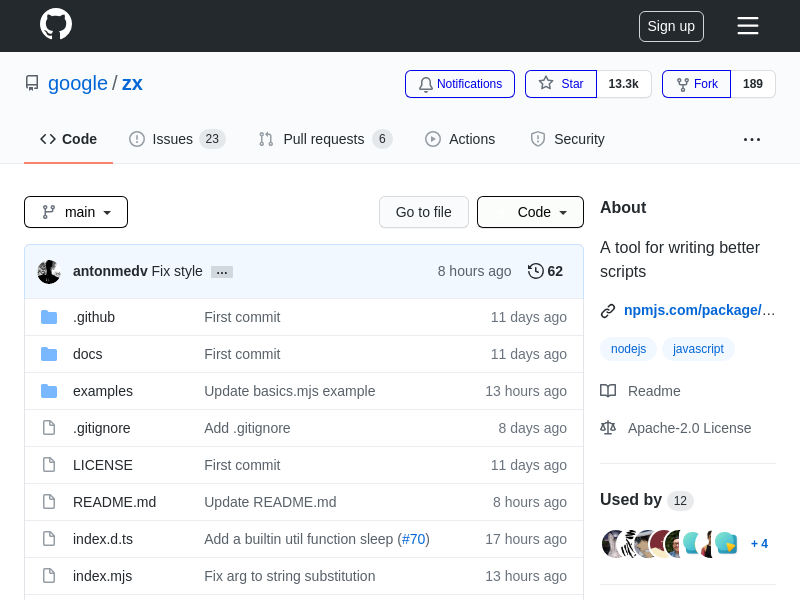 Sign up
google / zx
Notifications
Star 13.3k
Fork 189
Code
Issues 23
Pull requests 6
Actions
Security
main
Go to file
Code
antonmedv Fix style … 8 hours ago 62
.github First commit 11 days ago
docs First commit 11 days ago
examples Update basics.mjs example 13 hours ago
.gitignore Add .gitignore 8 days ago
LICENSE First commit 11 days ago
README.md Update README.md 8 hours ago
index.d.ts Add a builtin util function sleep (#70) 17 hours ago
index.mjs Fix arg to string substitution 13 hours ago
About
A tool for writing better
scripts
npmjs.com/package/…
nodejs javascript
Readme
Apache-2.0 License
Used by 12
+ 4